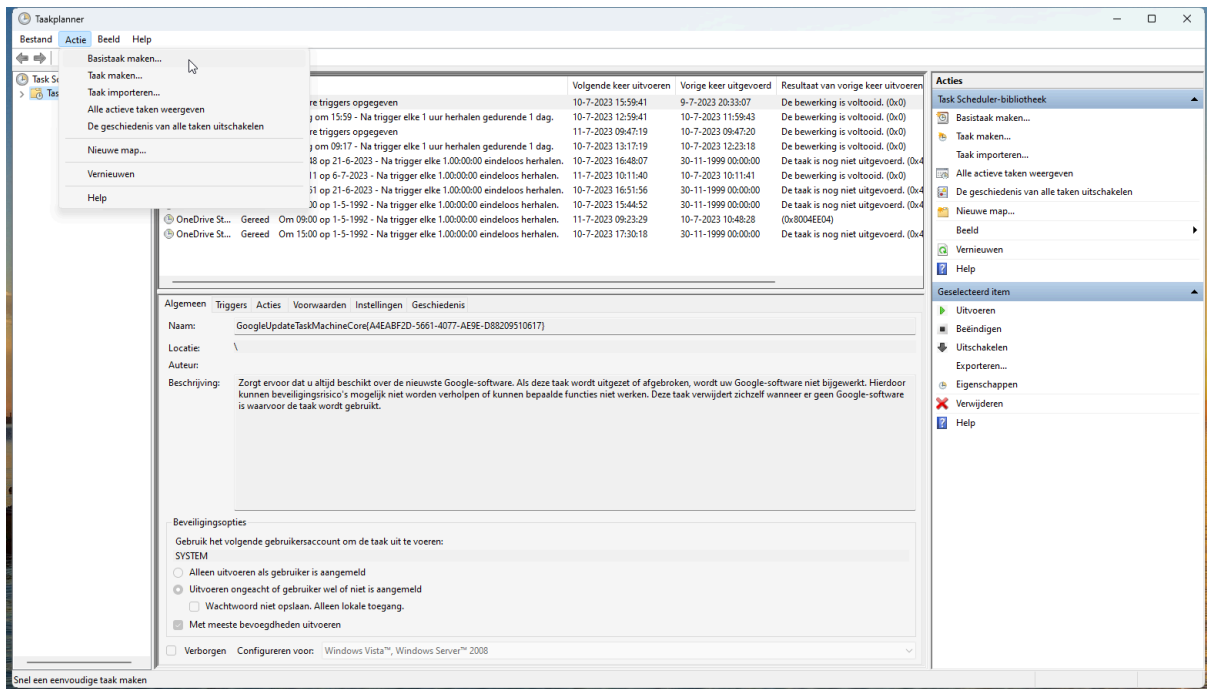 Taakplanner
Bestand Actie Beeld Help
Basistaak maken...
Taak maken...
Taak importeren...
Alle actieve taken weergeven
De geschiedenis van alle taken uitschakelen
Nieuwe map...
Vernieuwen
Help
Task
Volgende keer uitvoeren Vorige keer uitgevoerd Resultaat van vorige keer uitvoeren
triggers opgegeven 10-7-2023 15:59:41 9-7-2023 20:33:07 De bewerking is voltooid. (0x0)
om 15:59 - Na trigger elke 1 uur herhalen gedurende 1 dag. 10-7-2023 12:59:41 10-7-2023 11:59:43 De bewerking is voltooid. (0x0)
triggers opgegeven 11-7-2023 09:47:19 10-7-2023 09:47:20 De bewerking is voltooid. (0x0)
om 09:17 - Na trigger elke 1 uur herhalen gedurende 1 dag. 10-7-2023 13:17:19 10-7-2023 12:23:18 De bewerking is voltooid. (0x0)
48 op 21-6-2023 - Na trigger elke 1.00:00:00 eindeloos herhalen. 10-7-2023 16:48:07 30-11-1999 00:00:00 De taak is nog niet uitgevoerd. (0x4
11 op 6-7-2023 - Na trigger elke 1.00:00:00 eindeloos herhalen. 11-7-2023 10:11:40 10-7-2023 10:11:41 De bewerking is voltooid. (0x0)
51 op 21-6-2023 - Na trigger elke 1.00:00:00 eindeloos herhalen. 10-7-2023 16:51:56 30-11-1999 00:00:00 De taak is nog niet uitgevoerd. (0x4
00 op 1-5-1992 - Na trigger elke 1.00:00:00 eindeloos herhalen. 10-7-2023 15:44:52 30-11-1999 00:00:00 De taak is nog niet uitgevoerd. (0x4
OneDrive St... Gereed Om 09:00 op 1-5-1992 - Na trigger elke 1.00:00:00 eindeloos herhalen. 11-7-2023 09:23:29 10-7-2023 10:48:28 (0x8004EE04)
OneDrive St... Gereed Om 15:00 op 1-5-1992 - Na trigger elke 1.00:00:00 eindeloos herhalen. 10-7-2023 17:30:18 30-11-1999 00:00:00 De taak is nog niet uitgevoerd. (0x4
Algemeen Triggers Acties Voorwaarden Instellingen Geschiedenis
Naam: GoogleUpdateTaskMachineCore{A4EABF2D-5661-4077-AE9E-D88209510617}
Locatie: \
Auteur:
Beschrijving: Zorgt ervoor dat u altijd beschikt over de nieuwste Google-software. Als deze taak wordt uitgezet of afgebroken, wordt uw Google-software niet bijgewerkt. Hierdoor
kunnen beveiligingsrisico's mogelijk niet worden verholpen of kunnen bepaalde functies niet werken. Deze taak verwijdert zichzelf wanneer er geen Google-software
is waarvoor de taak wordt gebruikt.
Beveiligingsopties
Gebruik het volgende gebruikersaccount om de taak uit te voeren:
SYSTEM
Alleen uitvoeren als gebruiker is aangemeld
Uitvoeren ongeacht of gebruiker wel of niet is aangemeld
Wachtwoord niet opslaan. Alleen lokale toegang.
Met meeste bevoegdheden uitvoeren
Verborgen Configureren voor: Windows Vista™, Windows Server™ 2008
Acties
Task Scheduler-bibliotheek
Basistaak maken...
Taak maken...
Taak importeren...
Alle actieve taken weergeven
De geschiedenis van alle taken uitschakelen
Nieuwe map...
Beeld
Vernieuwen
Help
Geselecteerd item
Uitvoeren
Beëindigen
Uitschakelen
Exporteren...
Eigenschappen
Verwijderen
Help
Snel een eenvoudige taak maken